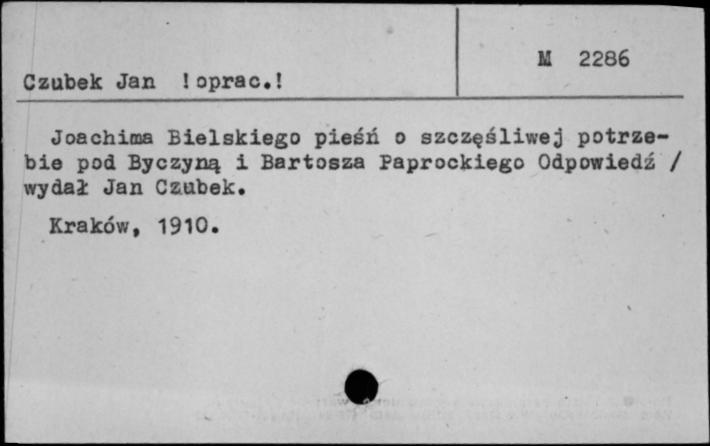 M 2286
Czubek Jan !oprac.!
Joachima Bielskiego pieśń o szczęśliwej potrze-
bie pod Byczyną i Bartosza Paprockiego Odpowiedź /
wydał Jan Czubek.
Kraków, 1910.